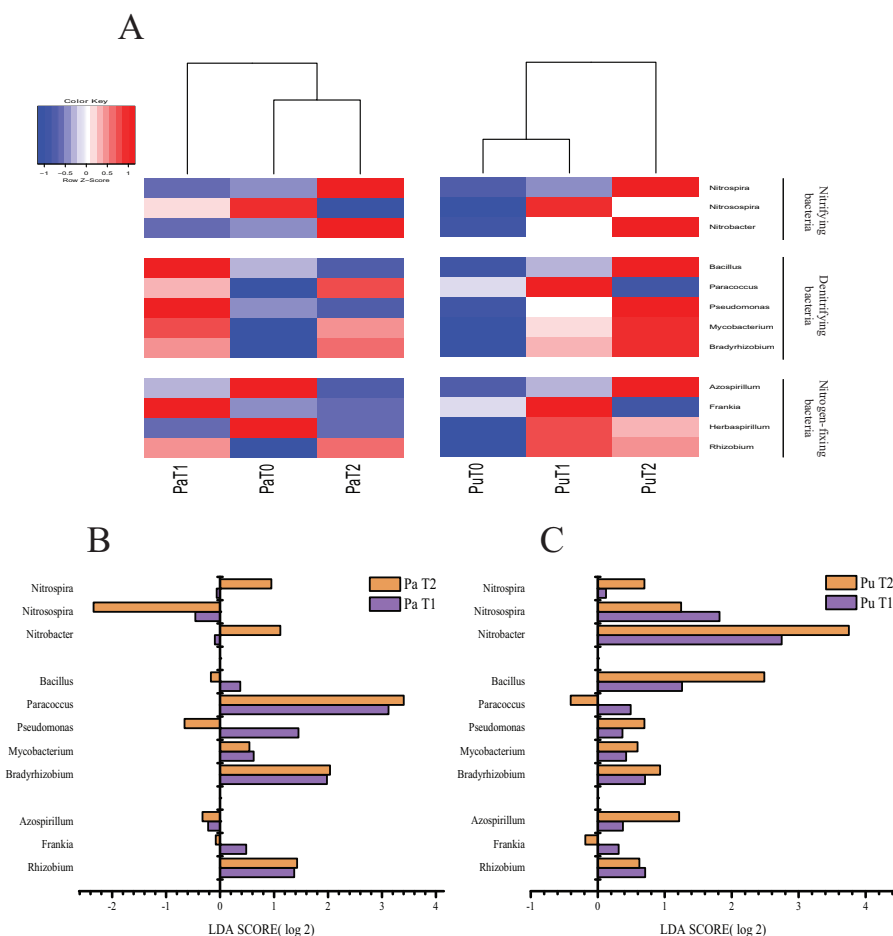 A
Color Key
−1 −0.5 0 0.5 1
Row Z−Score
Nitrospira
Nitrosospira
Nitrobacter
Nitrifying
bacteria
Bacillus
Paracoccus
Pseudomonas
Mycobacterium
Bradyrhizobium
Denitrifying
bacteria
Azospirillum
Frankia
Herbaspirillum
Rhizobium
Nitrogen-fixing
bacteria
PaT1 PaT0 PaT2
PuT0 PuT1 PuT2
B
Pa T2
Pa T1
Nitrospira
Nitrosospira
Nitrobacter
Bacillus
Paracoccus
Pseudomonas
Mycobacterium
Bradyrhizobium
Azospirillum
Frankia
Rhizobium
-2 -1 0 1 2 3 4
LDA SCORE( log 2)
C
Pu T2
Pu T1
Nitrospira
Nitrosospira
Nitrobacter
Bacillus
Paracoccus
Pseudomonas
Mycobacterium
Bradyrhizobium
Azospirillum
Frankia
Rhizobium
-1 0 1 2 3 4
LDA SCORE( log 2)